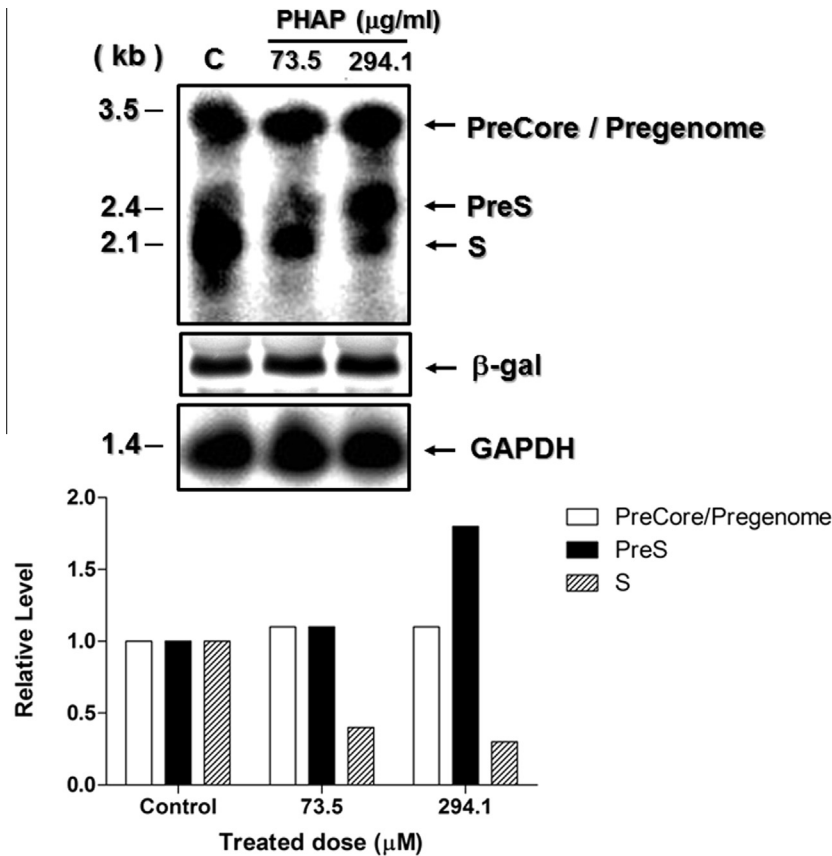 PHAP (μg/ml)
( kb ) C 73.5 294.1
3.5 PreCore / Pregenome
2.4 PreS
2.1 S
β-gal
1.4 GAPDH
2.0
1.5
1.0
0.5
0.0
Relative Level
PreCore/Pregenome
PreS
S
Control 73.5 294.1
Treated dose (μM)